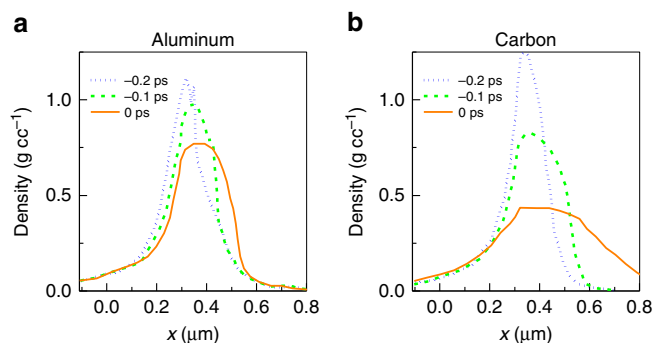 a
Aluminum
−0.2 ps
−0.1 ps
0 ps
1.0
0.5
0.0
Density (g cc⁻¹)
0.0 0.2 0.4 0.6 0.8
x (μm)
b
Carbon
−0.2 ps
−0.1 ps
0 ps
1.0
0.5
0.0
Density (g cc⁻¹)
0.0 0.2 0.4 0.6 0.8
x (μm)